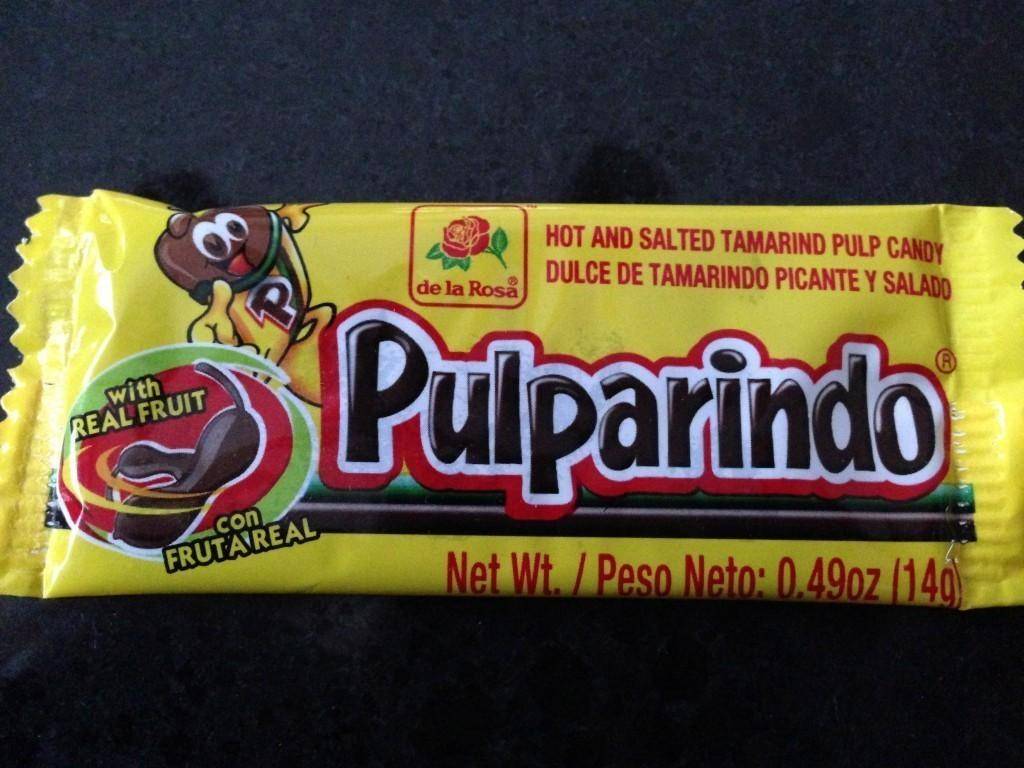 de la Rosa®
HOT AND SALTED TAMARIND PULP CANDY
DULCE DE TAMARINDO PICANTE Y SALADO
P
Pulparindo®
with
REAL FRUIT
con
FRUTA REAL
Net Wt. / Peso Neto: 0.49oz (14g)